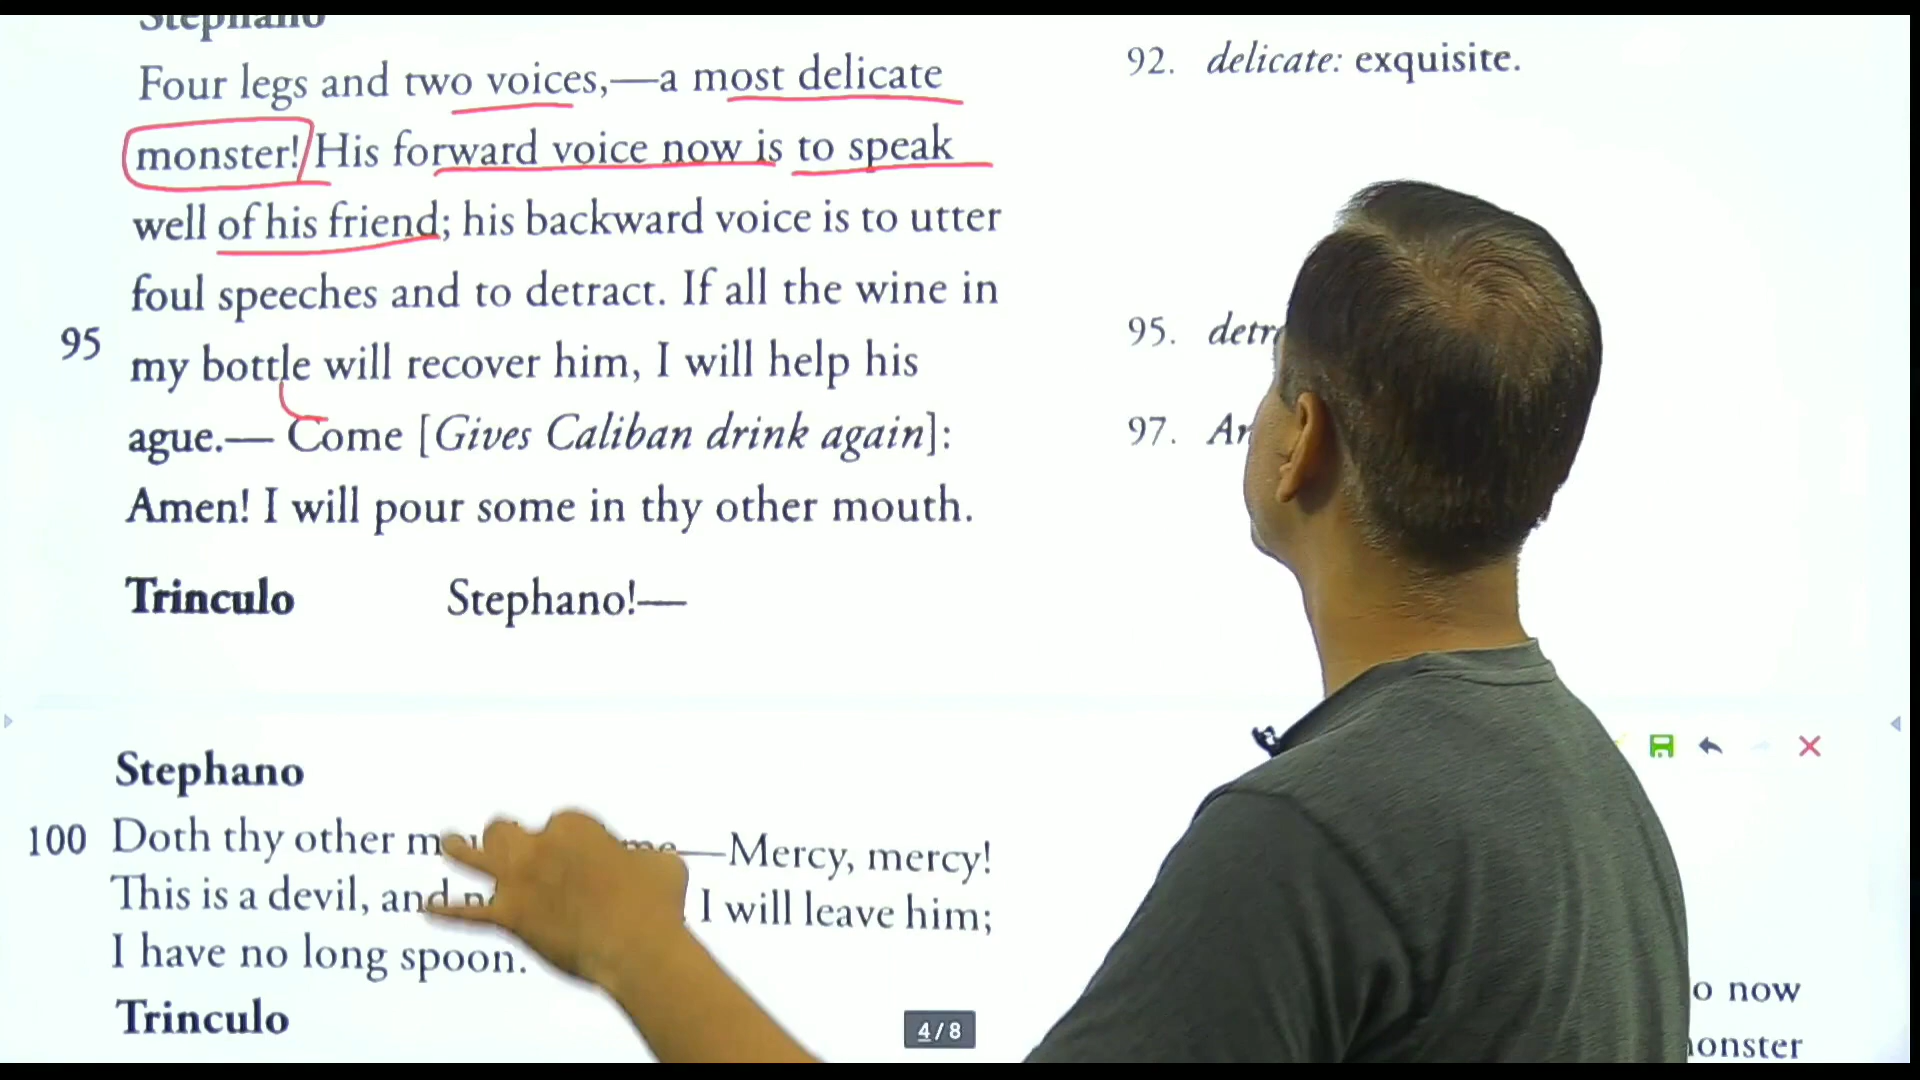 Stephano
Four legs and two voices,—a most delicate
monster! His forward voice now is to speak
well of his friend; his backward voice is to utter
foul speeches and to detract. If all the wine in
95 my bottle will recover him, I will help his
ague.— Come [Gives Caliban drink again]:
Amen! I will pour some in thy other mouth.
Trinculo Stephano!—
Stephano
100 Doth thy other —Mercy, mercy!
This is a devil, and I will leave him;
I have no long spoon.
Trinculo
92. delicate: exquisite.
95.
97.
o now
onster
4/8